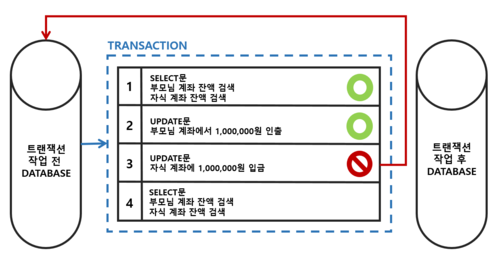 TRANSACTION
트랜잭션
작업 전
DATABASE
1
SELECT문
부모님 계좌 잔액 검색
자식 계좌 잔액 검색
2
UPDATE문
부모님 계좌에서 1,000,000원 인출
3
UPDATE문
자식 계좌에 1,000,000원 입금
4
SELECT문
부모님 계좌 잔액 검색
자식 계좌 잔액 검색
트랜잭션
작업 후
DATABASE